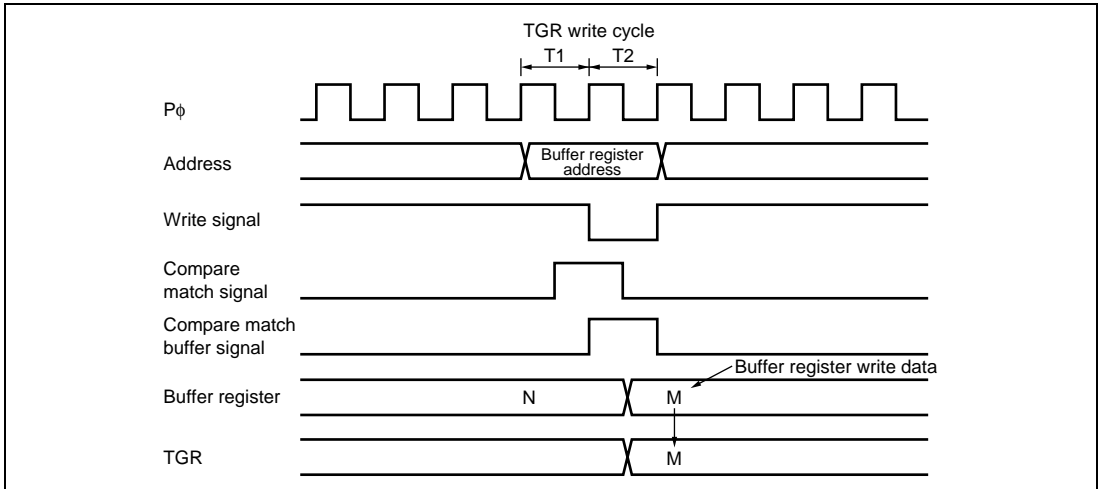 TGR write cycle
T1 T2
Pφ
Address
Buffer register
address
Write signal
Compare
match signal
Compare match
buffer signal
Buffer register write data
Buffer register
N
M
TGR
M